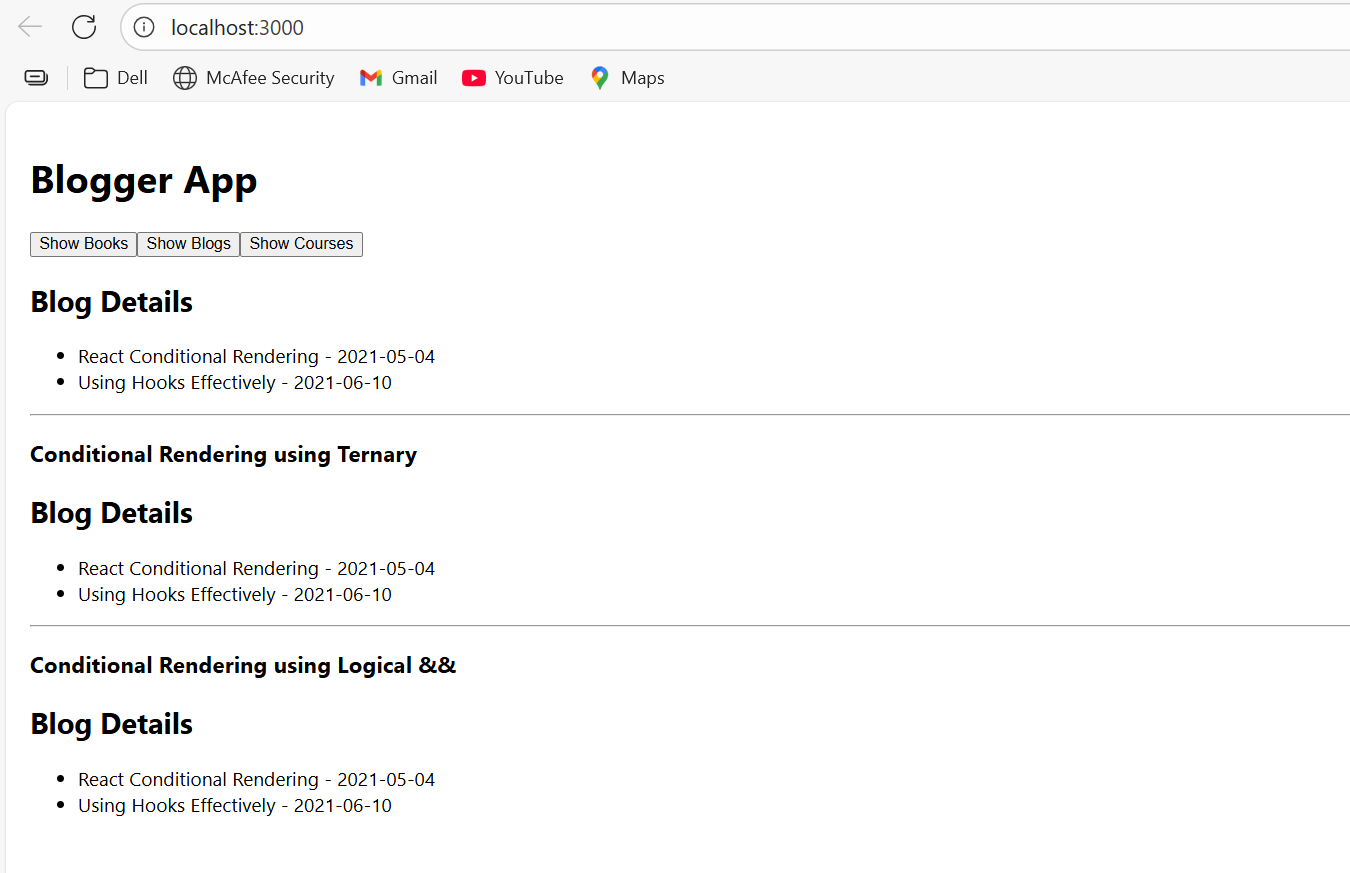 localhost:3000
Dell McAfee Security Gmail YouTube Maps
Blogger App
Show Books Show Blogs Show Courses
Blog Details
• React Conditional Rendering - 2021-05-04
• Using Hooks Effectively - 2021-06-10
Conditional Rendering using Ternary
Blog Details
• React Conditional Rendering - 2021-05-04
• Using Hooks Effectively - 2021-06-10
Conditional Rendering using Logical &&
Blog Details
• React Conditional Rendering - 2021-05-04
• Using Hooks Effectively - 2021-06-10